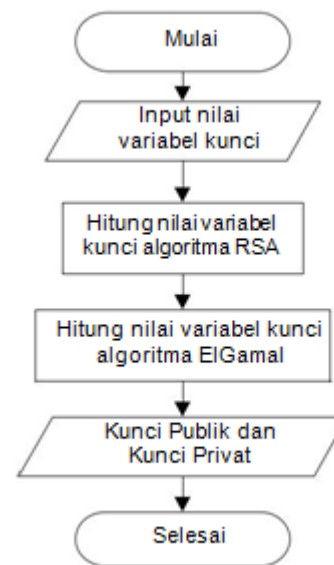 Mulai
Input nilai
variabel kunci
Hitung nilai variabel
kunci algoritma RSA
Hitung nilai variabel kunci
algoritma ElGamal
Kunci Publik dan
Kunci Privat
Selesai